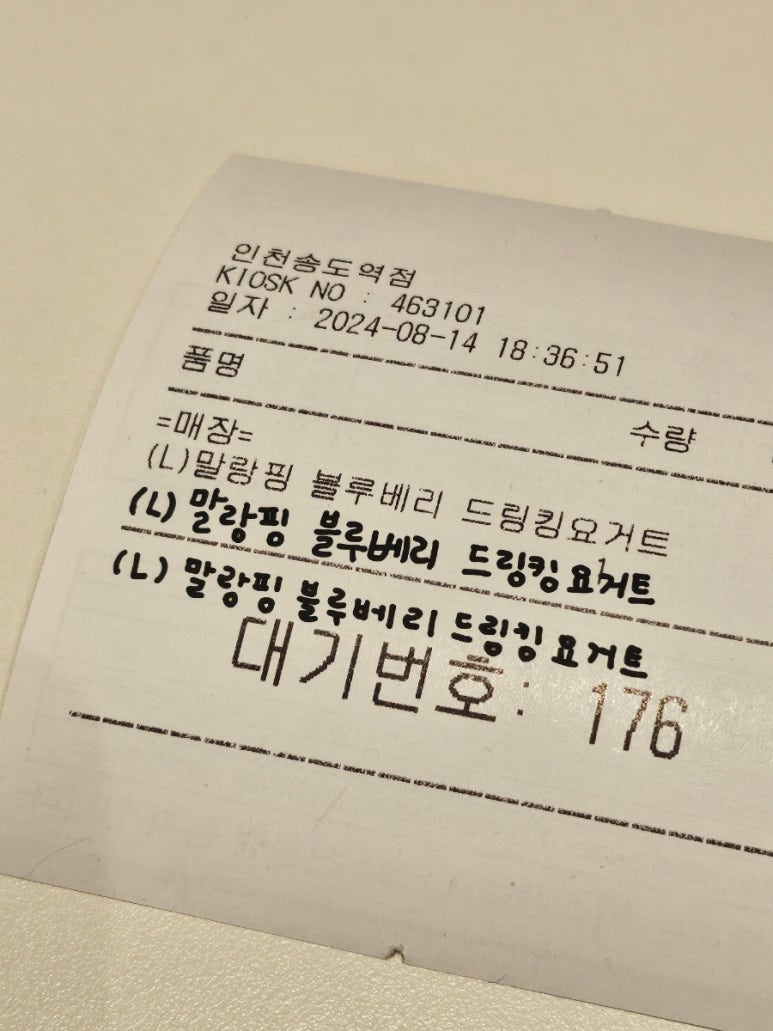 인천송도역점
KIOSK NO : 463101
일자 : 2024-08-14 18:36:51
품명 수량
=매장=
(L)말랑핑 블루베리 드링킹요거트
(L) 말랑핑 블루베리 드링킹요거트
(L) 말랑핑 블루베리 드링킹요거트
대기번호: 176